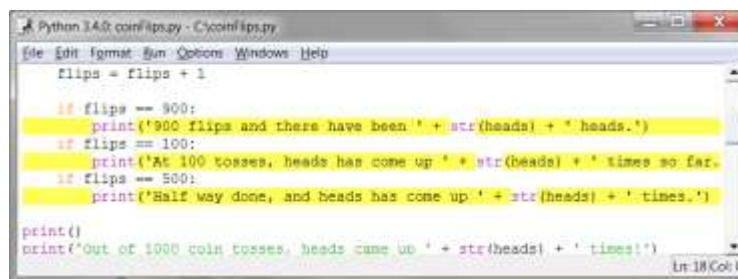 Python 3.4.0: coinFlips.py - C:\coinFlips.py
File Edit Format Run Options Windows Help
flips = flips + 1
if flips == 900:
print('900 flips and there have been ' + str(heads) + ' heads.')
if flips == 100:
print('At 100 tosses, heads has come up ' + str(heads) + ' times so far.
if flips == 500:
print('Half way done, and heads has come up ' + str(heads) + ' times.')
print()
print('Out of 1000 coin tosses, heads came up ' + str(heads) + ' times!')
Ln: 18 Col: